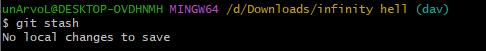 unArvoL@DESKTOP-OVDHNMH MINGW64 /d/Downloads/infinity hell (dav)
$ git stash
No local changes to save